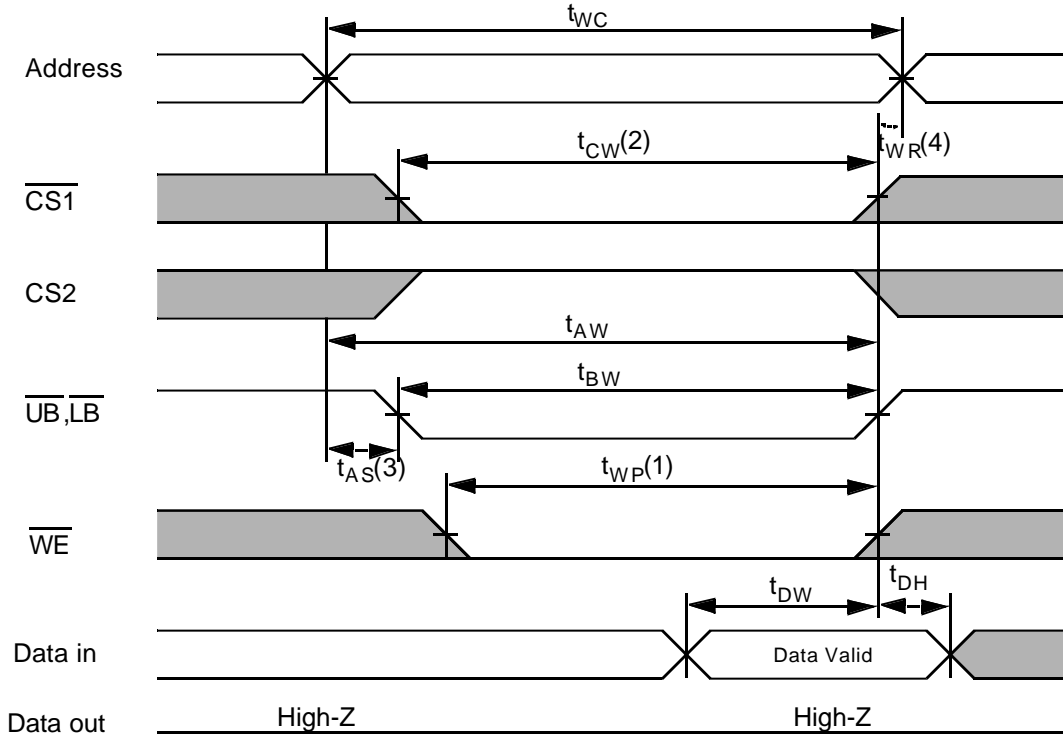 tWC
Address
tCW(2)
tWR(4)
CS1
CS2
tAW
tBW
UB,LB
tAS(3)
tWP(1)
WE
tDW
tDH
Data in
Data Valid
Data out
High-Z
High-Z